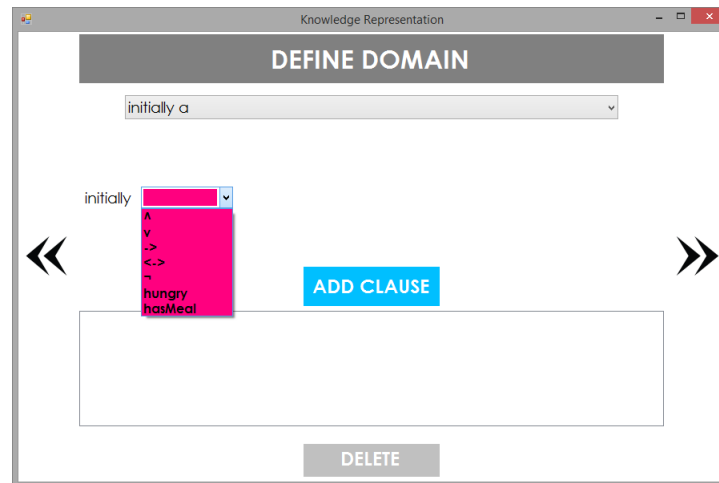 Knowledge Representation
DEFINE DOMAIN
initially a
initially
∧
∨
->
<->
¬
hungry
hasMeal
ADD CLAUSE
DELETE